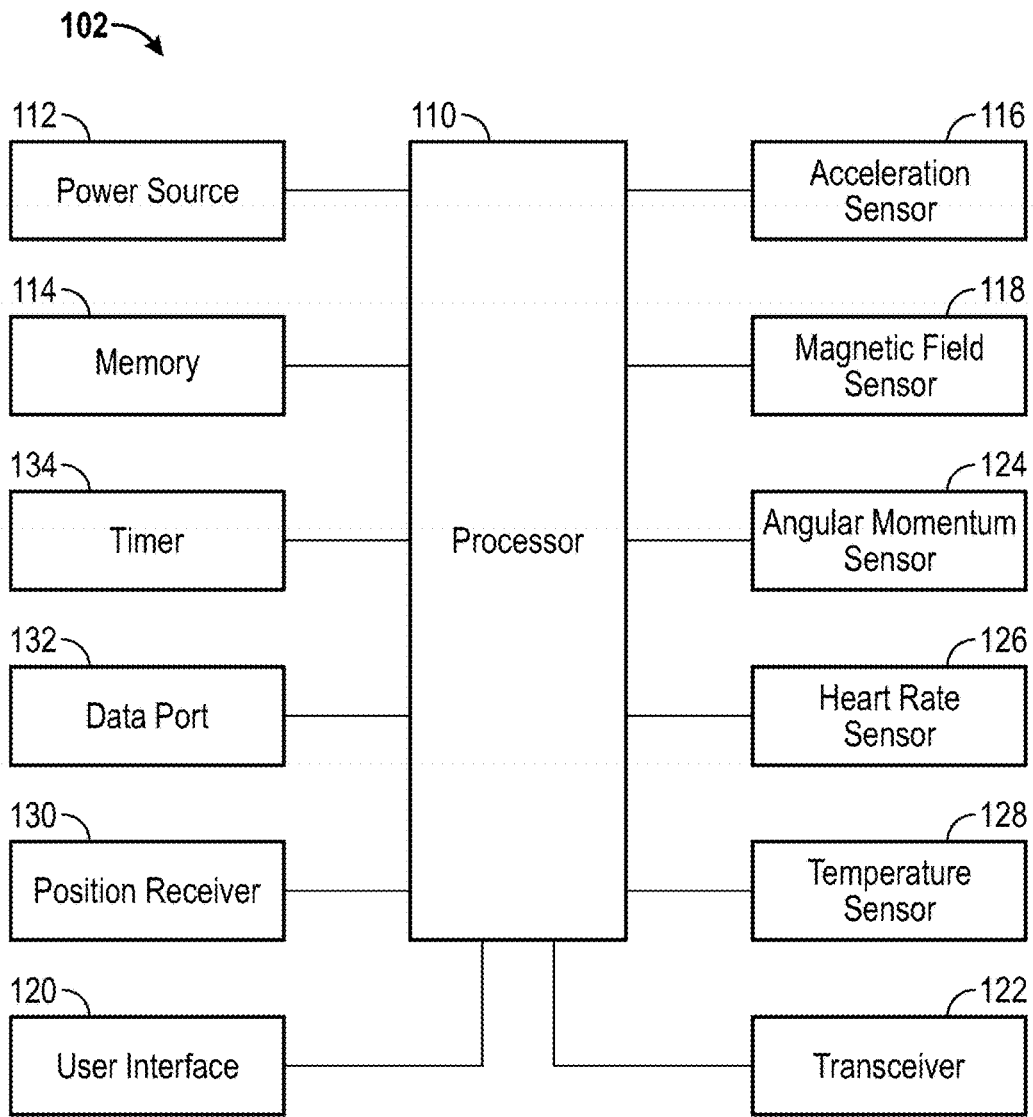 102
112
110
116
Power Source
Acceleration
Sensor
114
118
Memory
Magnetic Field
Sensor
134
124
Timer
Processor
Angular Momentum
Sensor
132
126
Data Port
Heart Rate
Sensor
130
128
Position Receiver
Temperature
Sensor
120
122
User Interface
Transceiver